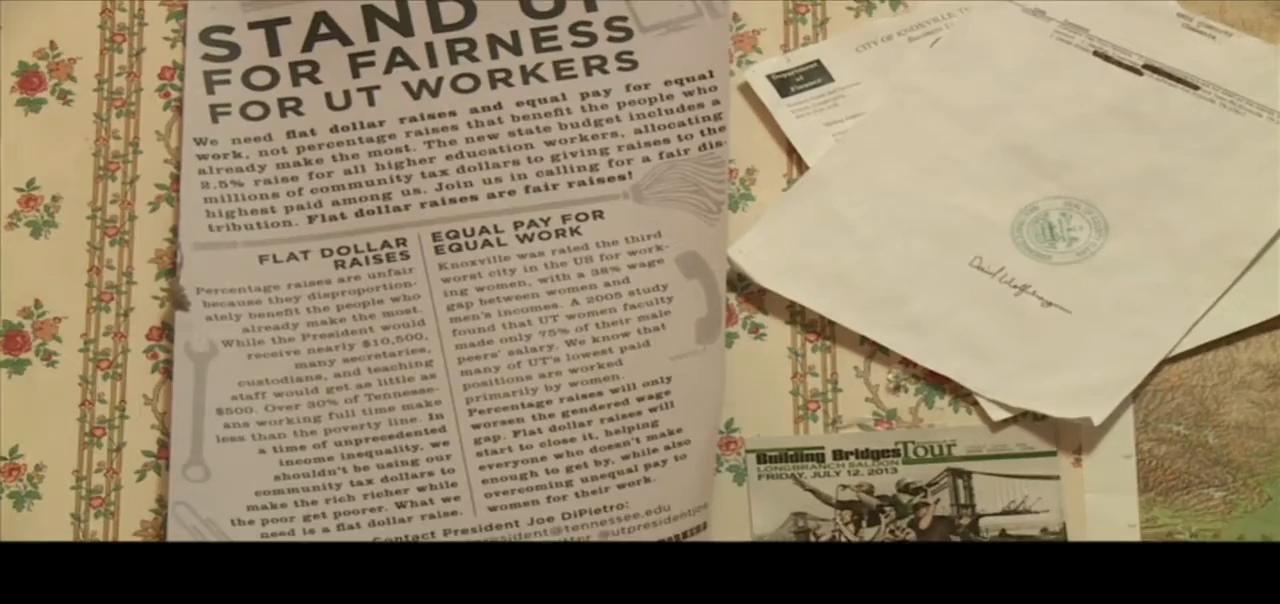 STAND UP
FOR FAIRNESS
FOR UT WORKERS
We need flat dollar raises and equal pay for equal
work, not percentage raises that benefit the people who
already make the most. The new state budget includes a
2.5% raise for all higher education workers, allocating
millions of community tax dollars to giving raises to the
highest paid among us. Join us in calling for a fair dis-
tribution. Flat dollar raises are fair raises!
FLAT DOLLAR
RAISES
Percentage raises are unfair
because they disproportion-
ately benefit the people who
already make the most.
While the President would
receive nearly $10,500,
many secretaries,
custodians, and teaching
staff would get as little as
$500. Over 30% of Tennesse-
ans working full time make
less than the poverty line. In
a time of unprecedented
income inequality, we
shouldn't be using our
community tax dollars to
make the rich richer while
the poor get poorer. What we
need is a flat dollar raise.
EQUAL PAY FOR
EQUAL WORK
Knoxville was rated the third
worst city in the US for work-
ing women, with a 38% wage
gap between women and
men's incomes. A 2005 study
found that UT women faculty
made only 75% of their male
peers' salary. We know that
many of UT's lowest paid
positions are worked
primarily by women.
Percentage raises will only
worsen the gendered wage
gap. Flat dollar raises will
start to close it, helping
everyone who doesn't make
enough to get by, while also
overcoming unequal pay to
women for their work.
Contact President Joe DiPietro:
president@tennessee.edu
@utpresidentjoe
CITY OF KNOXVILLE, T
Department
of
Finance
Building Bridges Tour
LONGBRANCH SALOON
FRIDAY, JULY 12, 2013